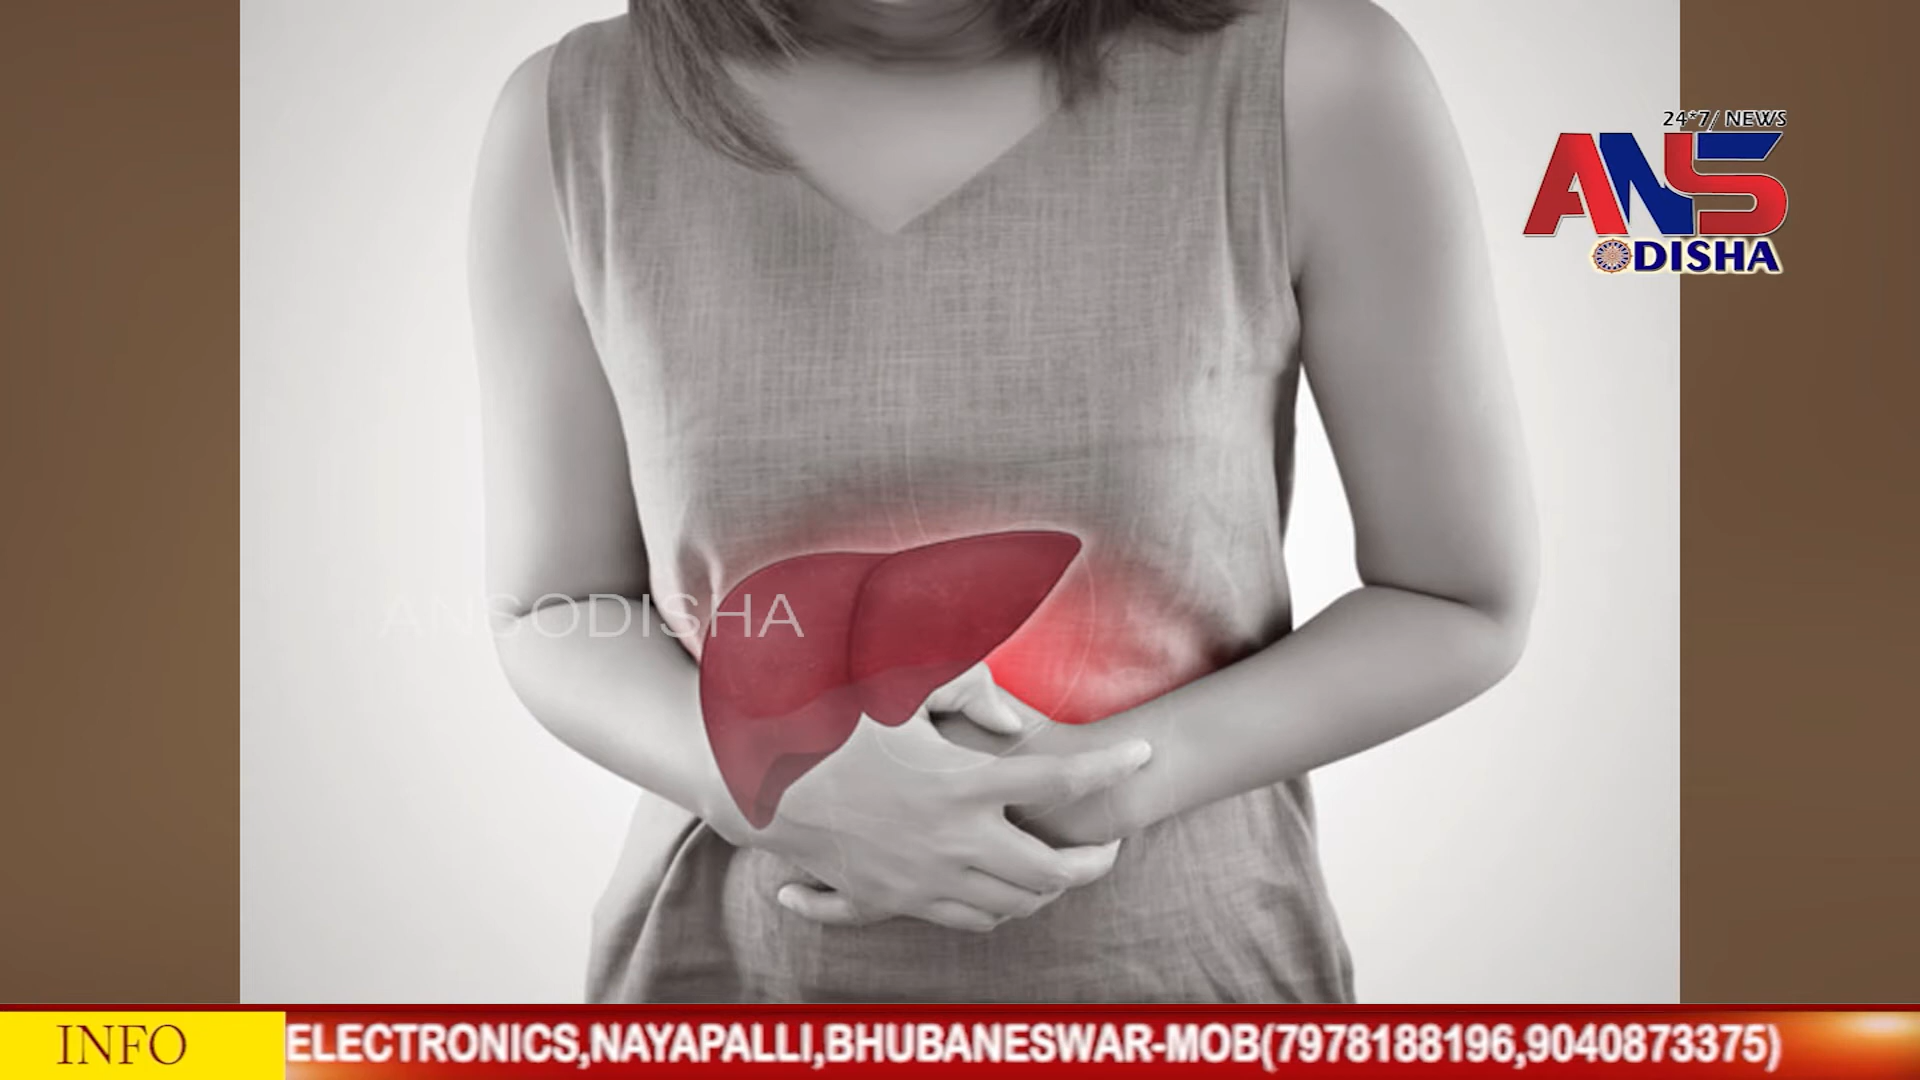 24*7/ NEWS
ANS
ODISHA
ANSODISHA
INFO
ELECTRONICS,NAYAPALLI,BHUBANESWAR-MOB(7978188196,9040873375)